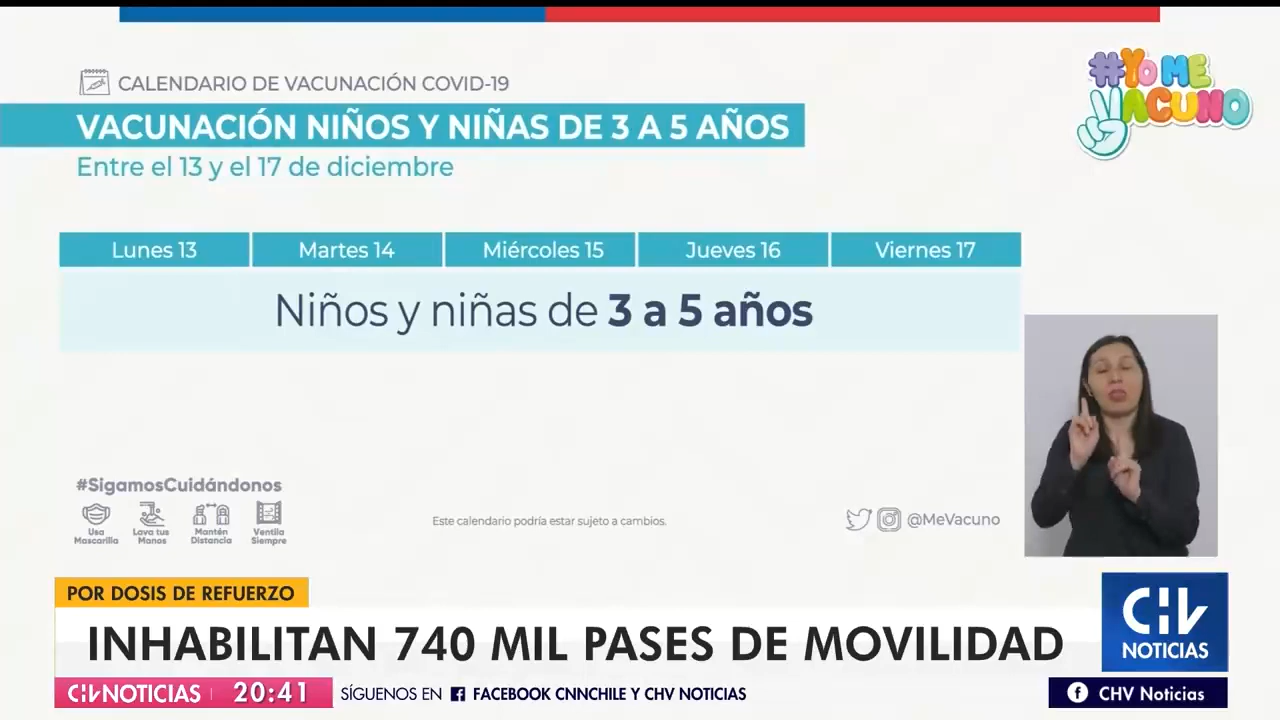 CALENDARIO DE VACUNACIÓN COVID-19
#YO ME VACUNO
VACUNACIÓN NIÑOS Y NIÑAS DE 3 A 5 AÑOS
Entre el 13 y el 17 de diciembre
Lunes 13
Martes 14
Miércoles 15
Jueves 16
Viernes 17
Niños y niñas de 3 a 5 años
#SigamosCuidándonos
Usa
Mascarilla
Lava tus
Manos
Mantén
Distancia
Ventila
Siempre
Este calendario podría estar sujeto a cambios.
@MeVacuno
POR DOSIS DE REFUERZO
INHABILITAN 740 MIL PASES DE MOVILIDAD
CHV
NOTICIAS
CHV NOTICIAS 20:41 SÍGUENOS EN FACEBOOK CNNCHILE Y CHV NOTICIAS
CHV Noticias